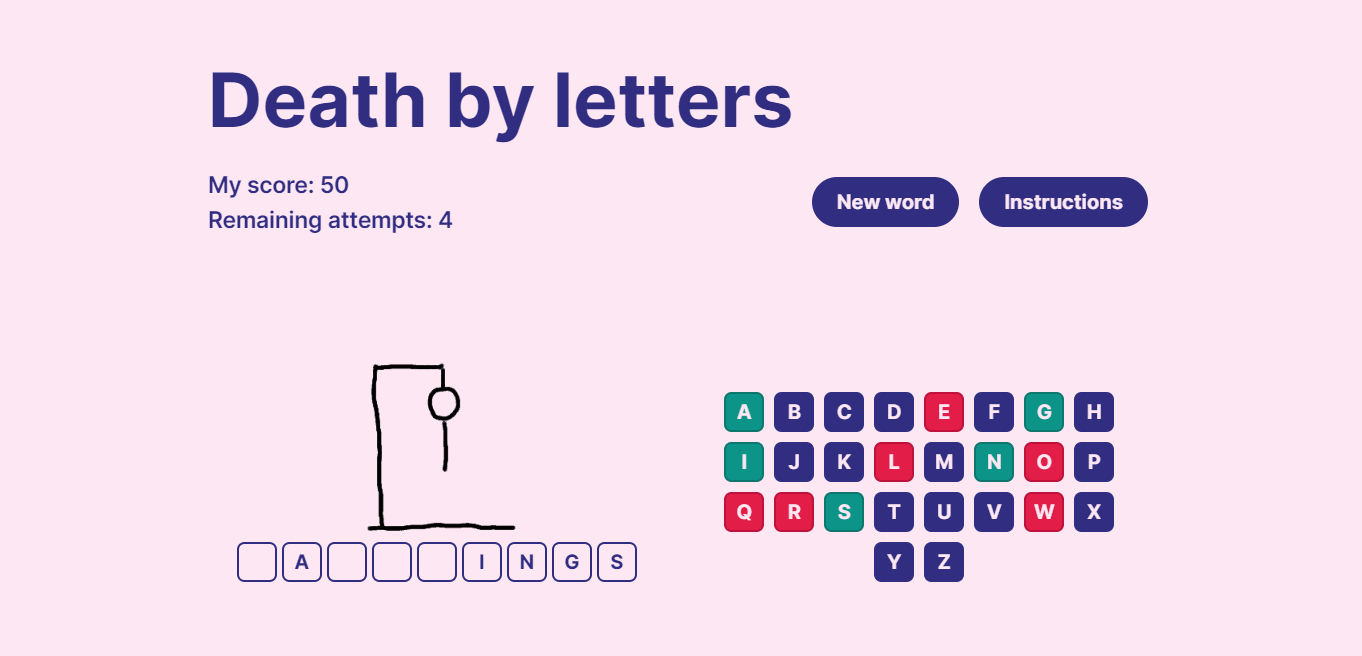 Death by letters
My score: 50
Remaining attempts: 4
New word
Instructions
A B C D E F G H
I J K L M N O P
Q R S T U V W X
Y Z
A I N G S